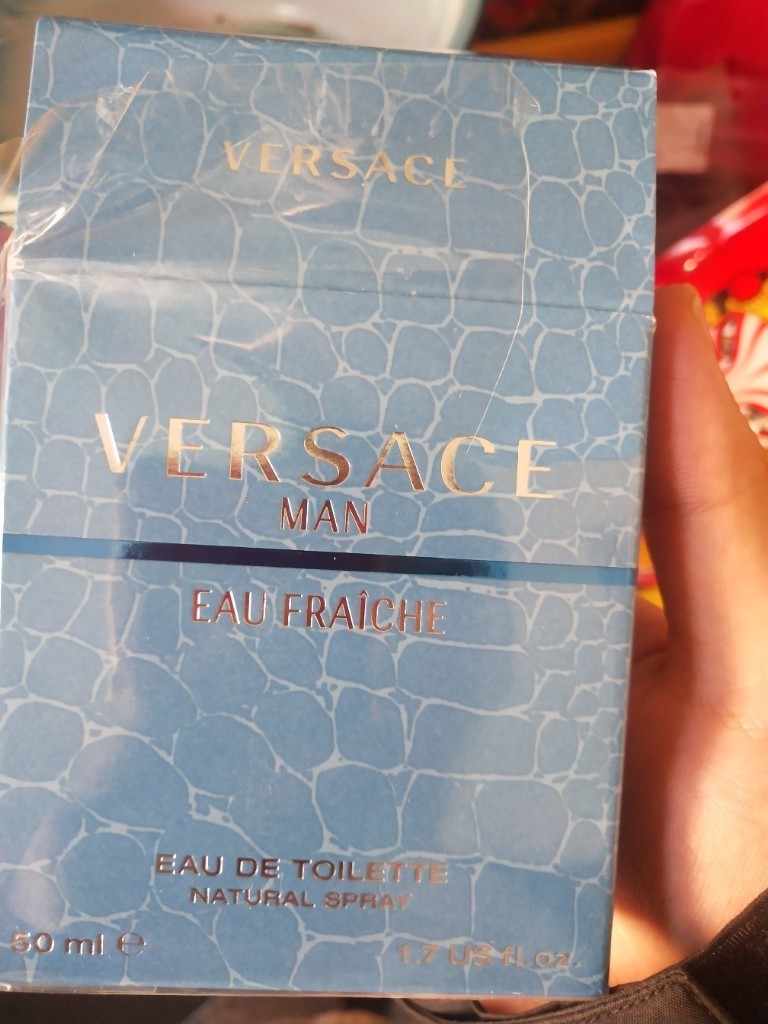 VERSACE
VERSACE
MAN
EAU FRAÎCHE
EAU DE TOILETTE
NATURAL SPRAY
50 ml ℮
1.7 US fl.oz.